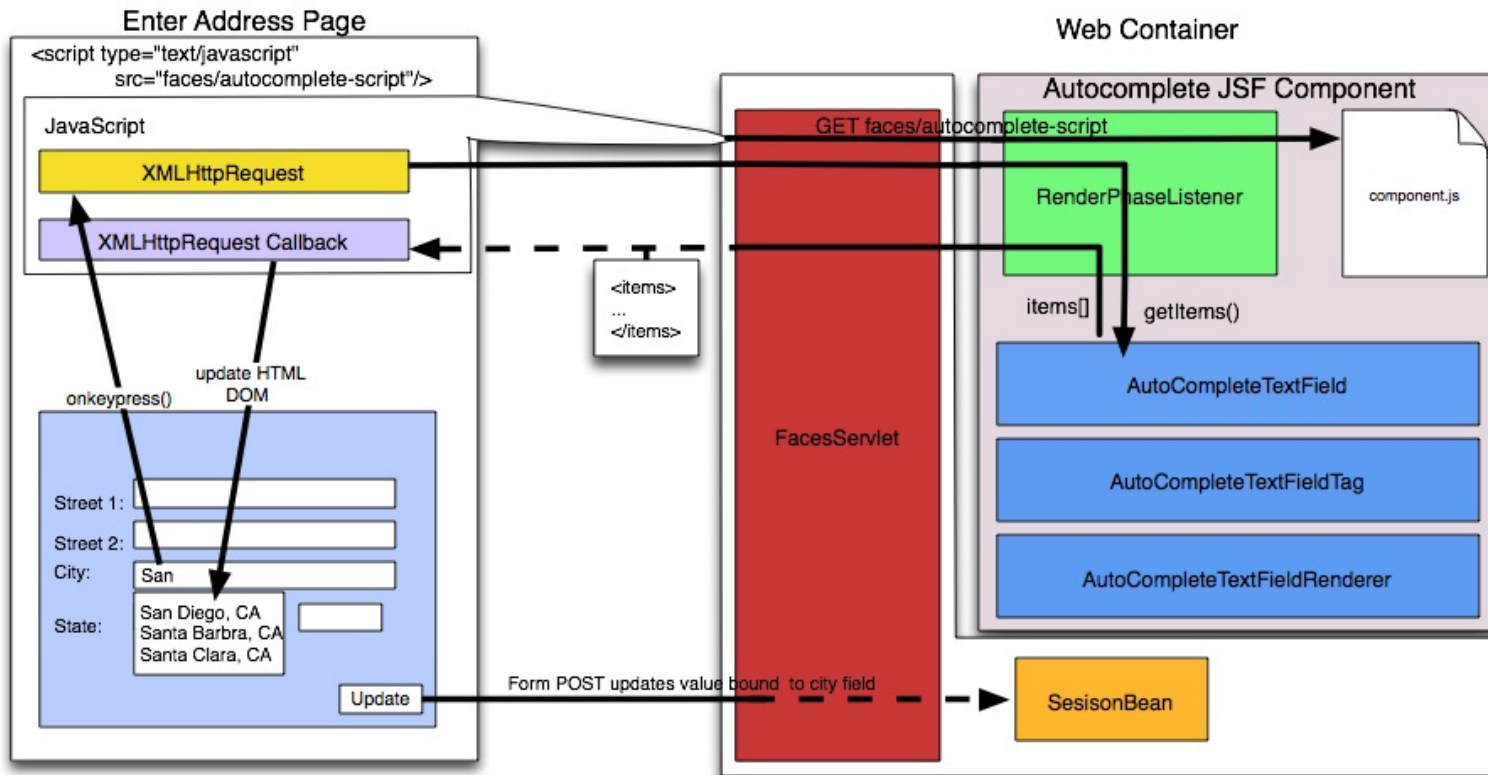 Enter Address Page
<script type="text/javascript"
src="faces/autocomplete-script"/>
JavaScript
XMLHttpRequest
XMLHttpRequest Callback
<items>
...
</items>
onkeypress()
update HTML
DOM
Street 1:
Street 2:
City:
San
State:
San Diego, CA
Santa Barbra, CA
Santa Clara, CA
Update
Form POST updates value bound to city field
Web Container
FacesServlet
Autocomplete JSF Component
GET faces/autocomplete-script
RenderPhaseListener
component.js
items[]
getItems()
AutoCompleteTextField
AutoCompleteTextFieldTag
AutoCompleteTextFieldRenderer
SesisonBean